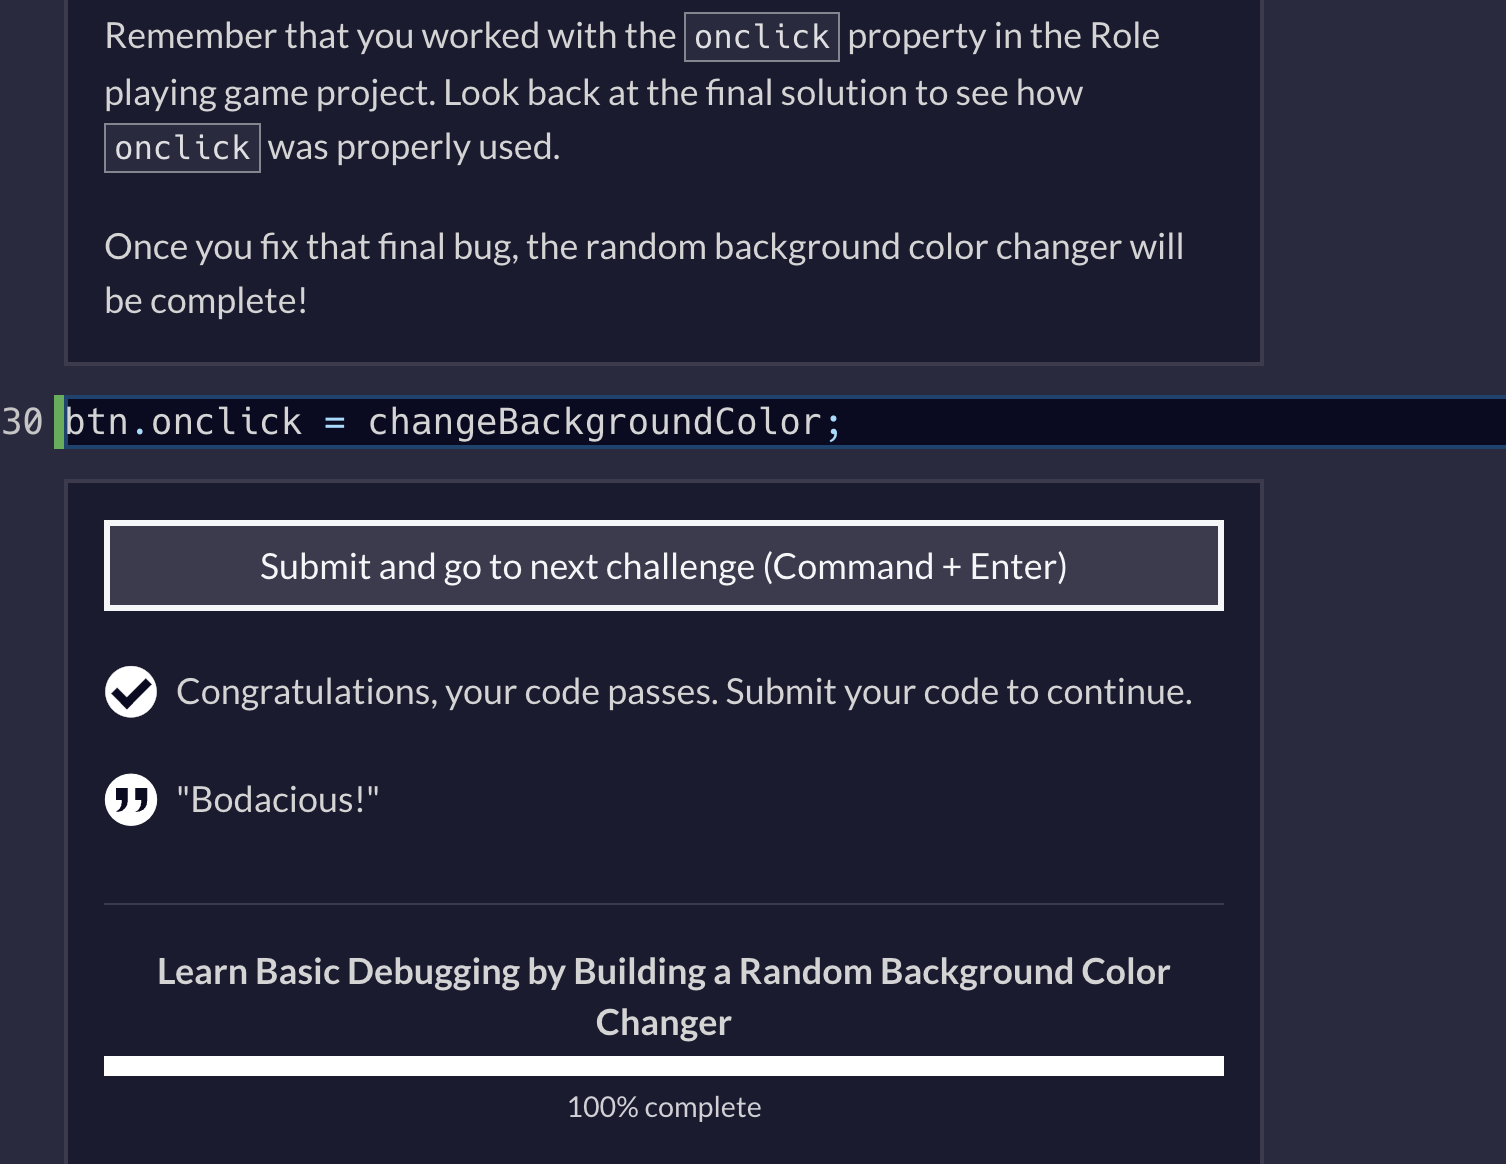 Remember that you worked with the onclick property in the Role
playing game project. Look back at the final solution to see how
onclick was properly used.
Once you fix that final bug, the random background color changer will
be complete!
30 btn.onclick = changeBackgroundColor;
Submit and go to next challenge (Command + Enter)
Congratulations, your code passes. Submit your code to continue.
"Bodacious!"
Learn Basic Debugging by Building a Random Background Color
Changer
100% complete